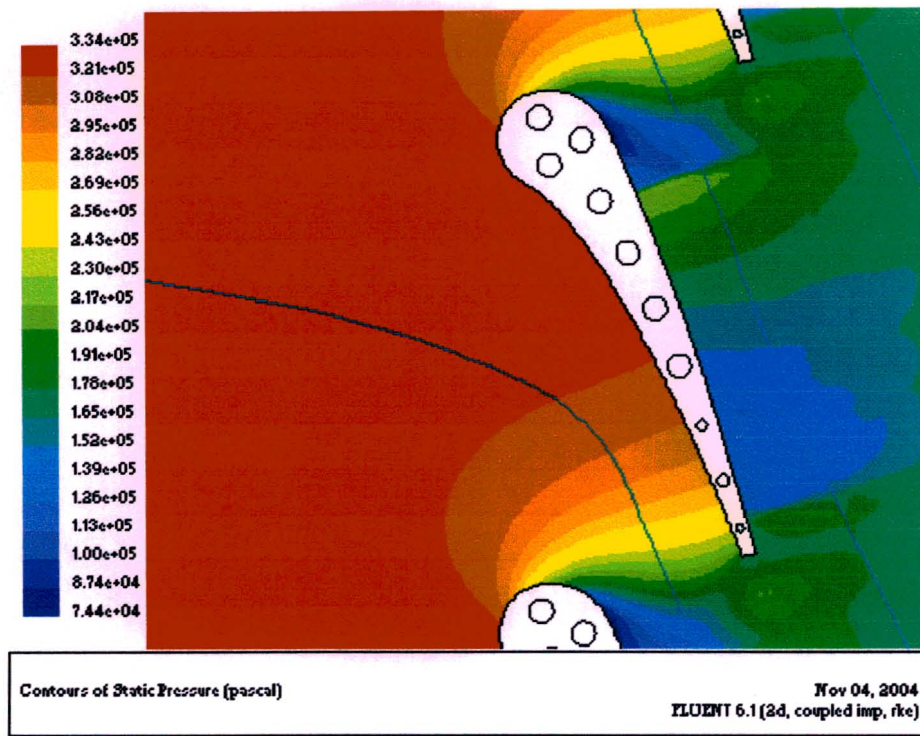 3.34e+05
3.21e+05
3.08e+05
2.95e+05
2.82e+05
2.69e+05
2.56e+05
2.43e+05
2.30e+05
2.17e+05
2.04e+05
1.91e+05
1.78e+05
1.65e+05
1.52e+05
1.39e+05
1.26e+05
1.13e+05
1.00e+05
8.74e+04
7.44e+04
Contours of Static Pressure (pascal)
Nov 04, 2004
FLUENT 6.1 (2d, coupled imp, rke)